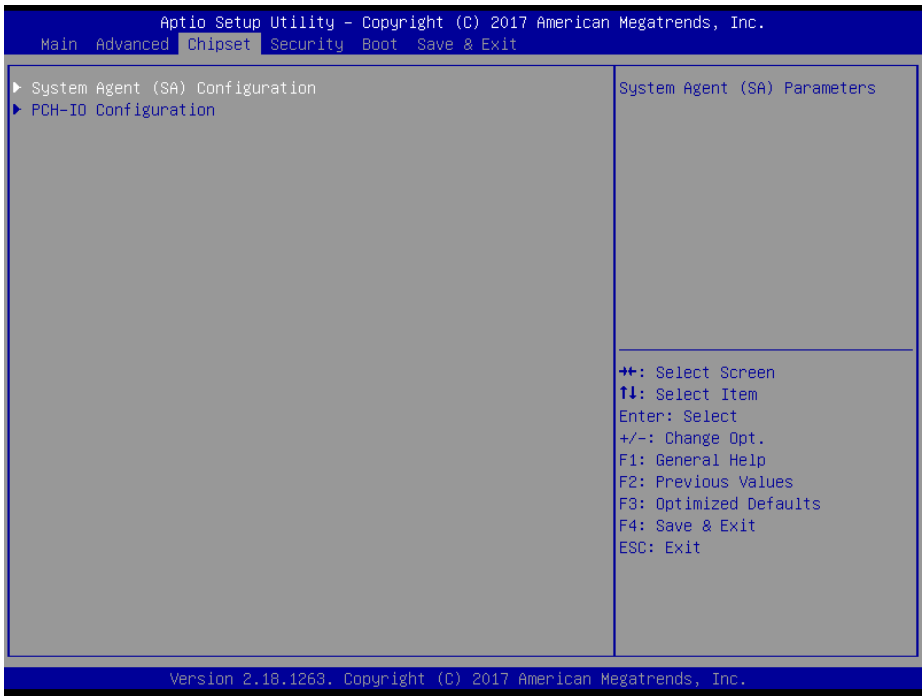 Aptio Setup Utility – Copyright (C) 2017 American Megatrends, Inc.
Main Advanced Chipset Security Boot Save & Exit
System Agent (SA) Configuration
PCH-IO Configuration
System Agent (SA) Parameters
→←: Select Screen
↑↓: Select Item
Enter: Select
+/-: Change Opt.
F1: General Help
F2: Previous Values
F3: Optimized Defaults
F4: Save & Exit
ESC: Exit
Version 2.18.1263. Copyright (C) 2017 American Megatrends, Inc.